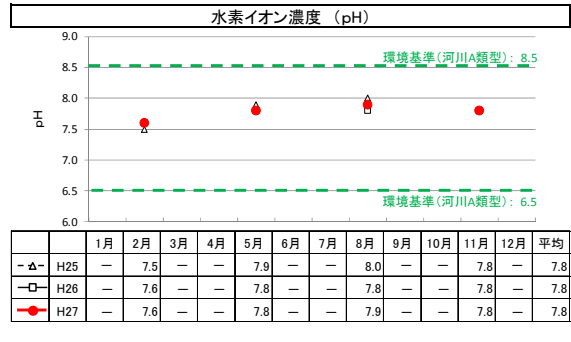 水素イオン濃度 （pH）
9.0
環境基準（河川A類型）： 8.5
8.5
8.0
pH
7.5
7.0
6.5
環境基準（河川A類型）： 6.5
6.0
1月 2月 3月 4月 5月 6月 7月 8月 9月 10月 11月 12月 平均
H25 － 7.5 － － 7.9 － － 8.0 － － 7.8 － 7.8
H26 － 7.6 － － 7.8 － － 7.8 － － 7.8 － 7.8
H27 － 7.6 － － 7.8 － － 7.9 － － 7.8 － 7.8